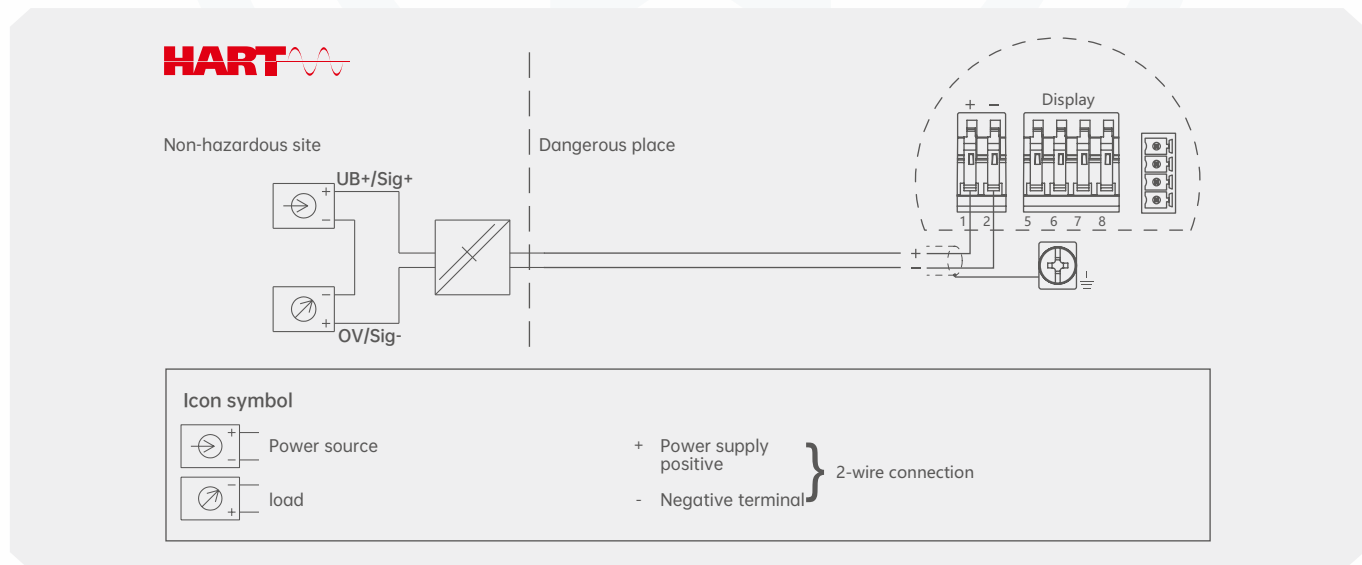 HART
Non-hazardous site
Dangerous place
UB+/Sig+
+
-
-
+
OV/Sig-
+ -
Display
1 2 5 6 7 8
+
-
Icon symbol
+
-
Power source
-
+
load
+ Power supply
positive
- Negative terminal
2-wire connection